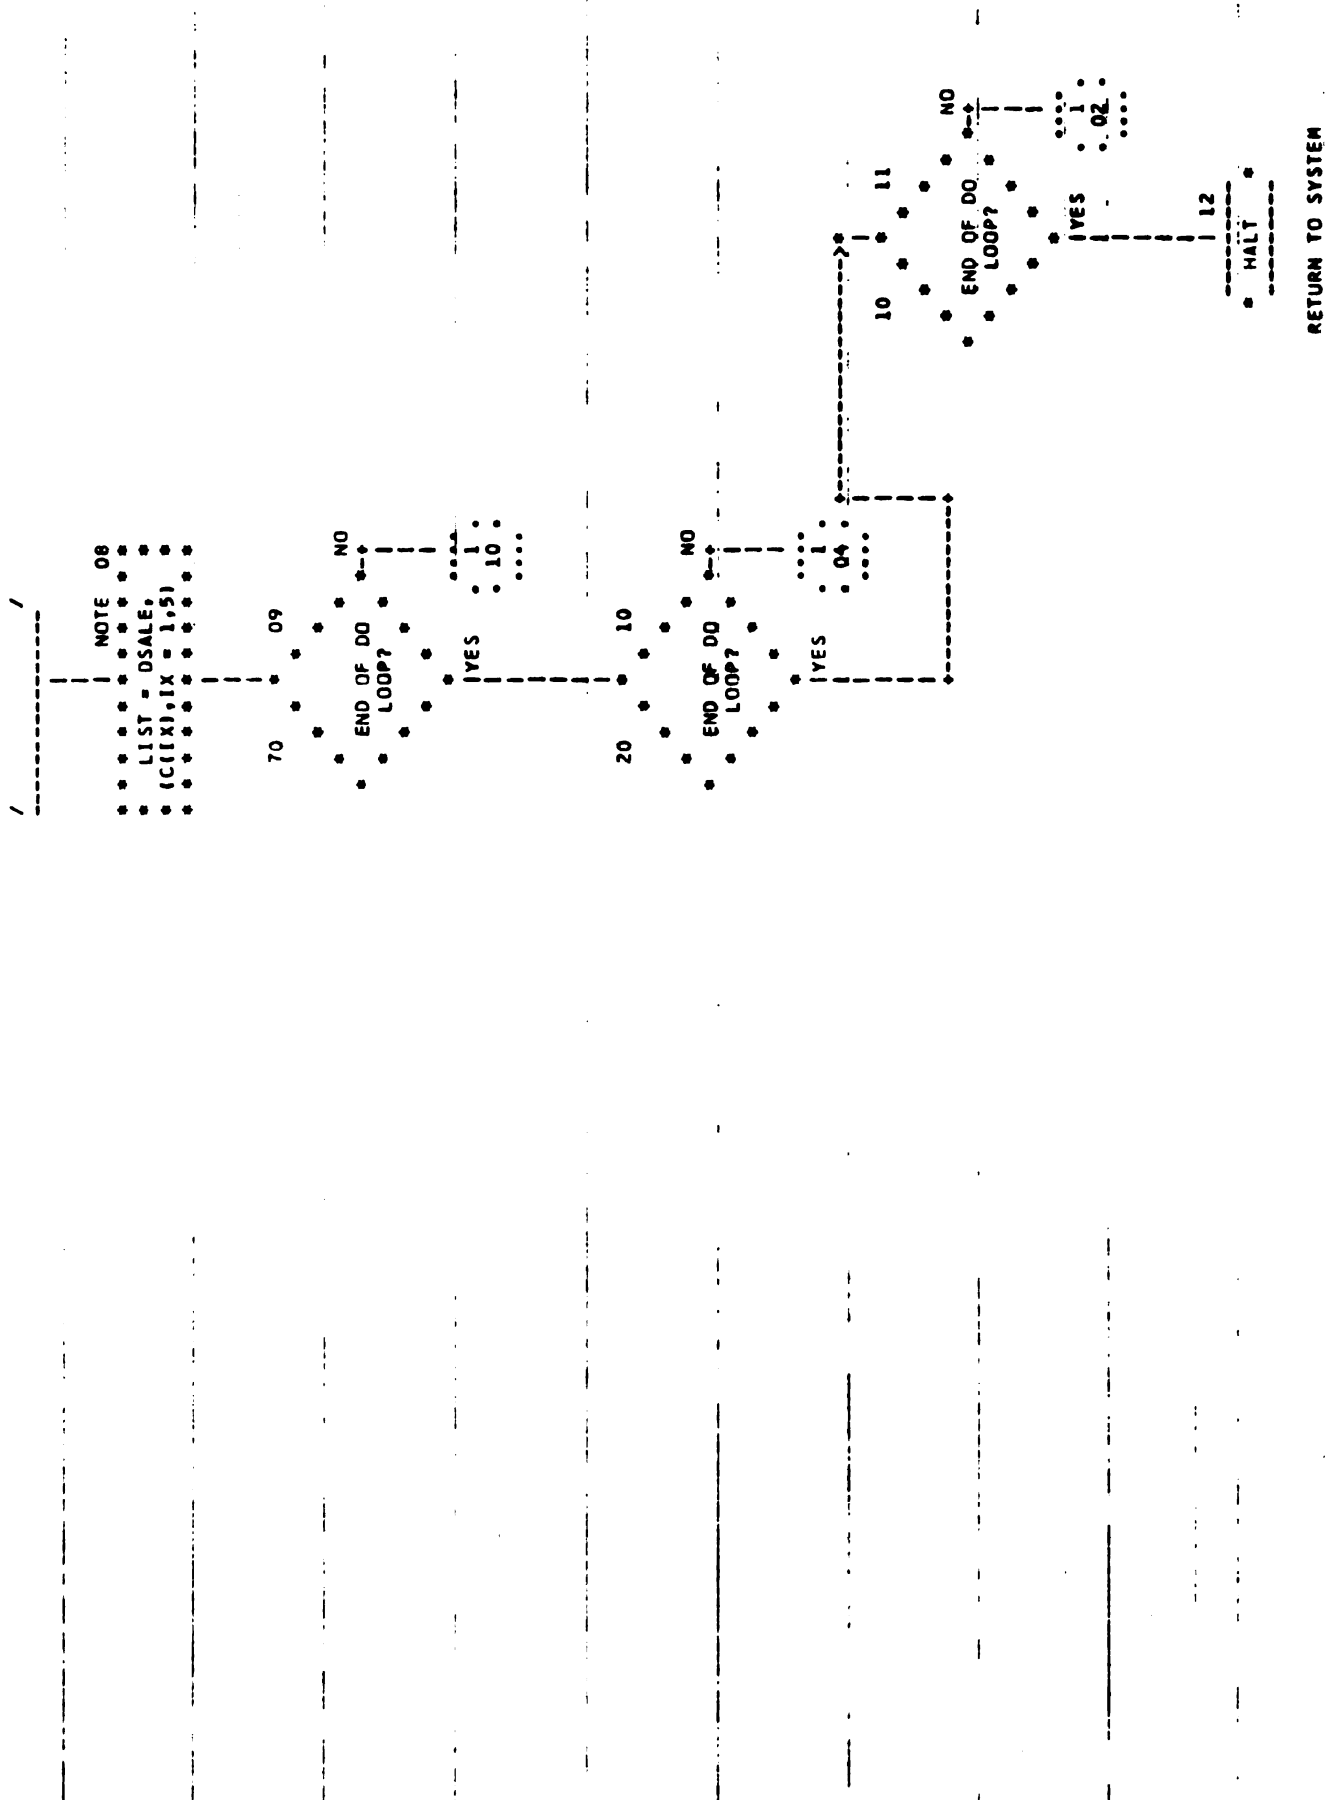 NOTE 08
LIST = DSALE,
(C(IX),IX = 1,5)
70 09
NO
END OF DO
LOOP?
1
10
YES
20 10
NO
END OF DO
LOOP?
1
04
YES
10 11
NO
END OF DO
LOOP?
1
02
YES
12
HALT
RETURN TO SYSTEM